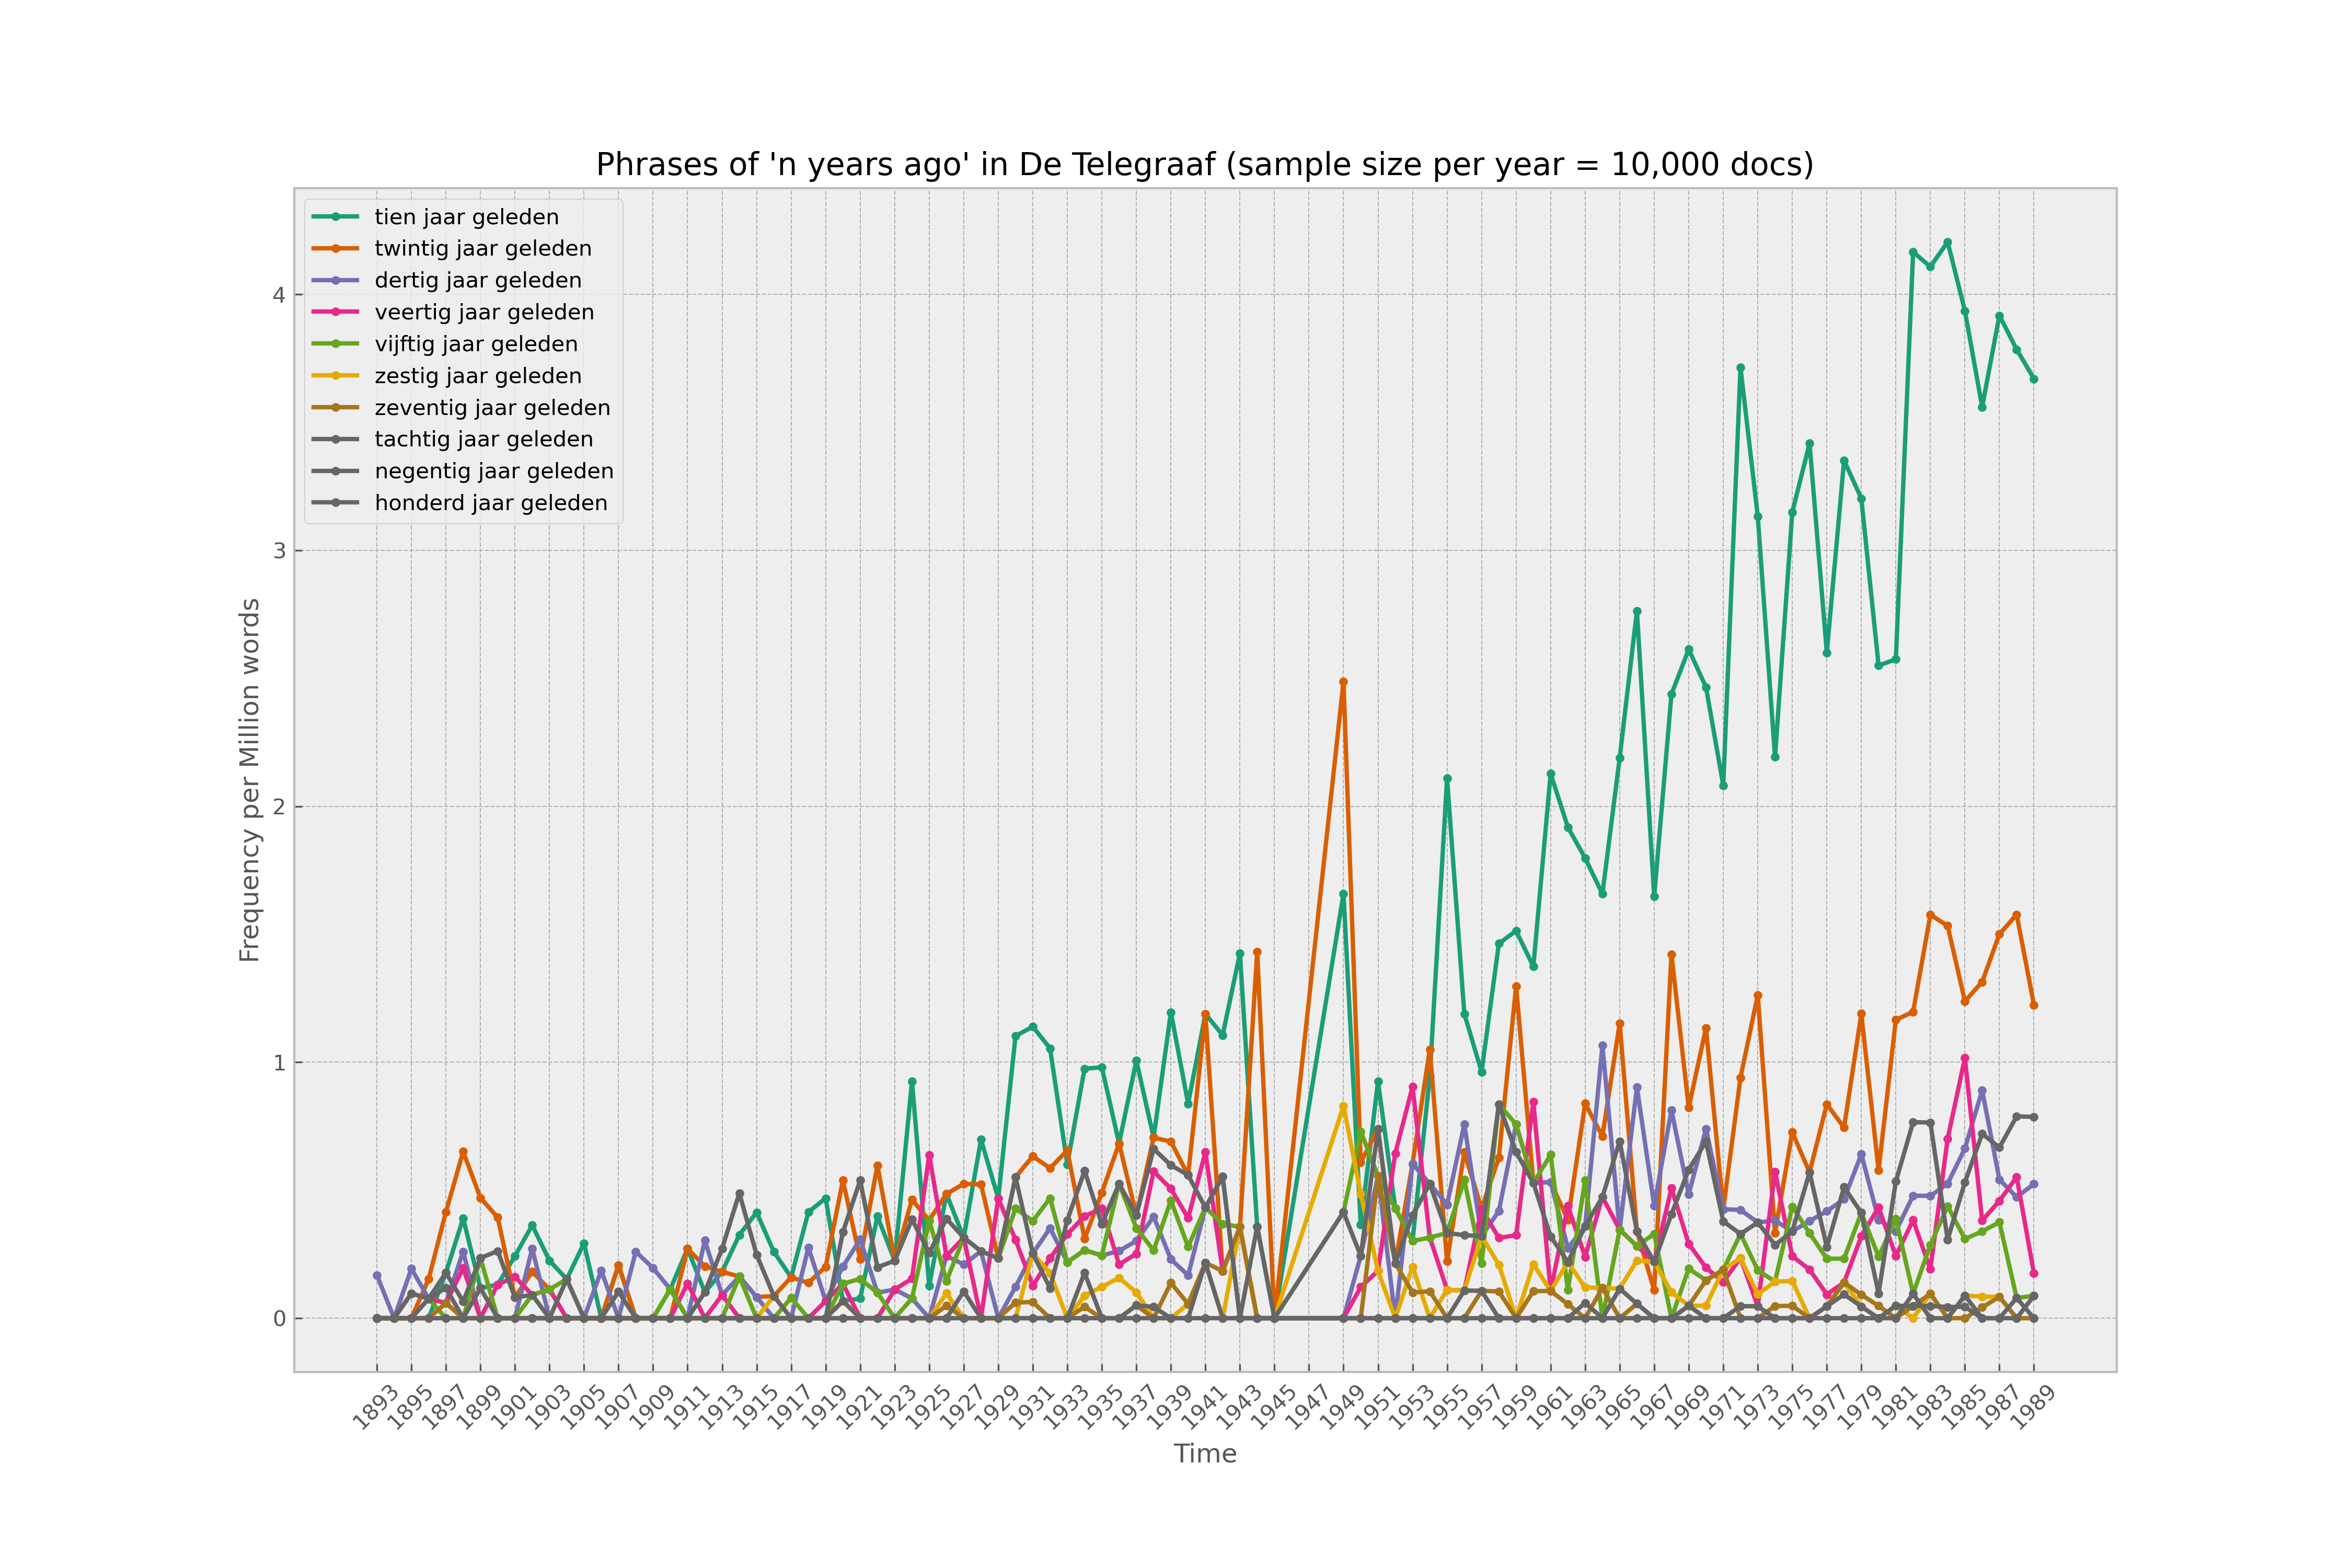 Phrases of 'n years ago' in De Telegraaf (sample size per year = 10,000 docs)
tien jaar geleden
twintig jaar geleden
dertig jaar geleden
veertig jaar geleden
vijftig jaar geleden
zestig jaar geleden
zeventig jaar geleden
tachtig jaar geleden
negentig jaar geleden
honderd jaar geleden
Frequency per Million words
4
3
2
1
0
1893 1895 1897 1899 1901 1903 1905 1907 1909 1911 1913 1915 1917 1919 1921 1923 1925 1927 1929 1931 1933 1935 1937 1939 1941 1943 1945 1947 1949 1951 1953 1955 1957 1959 1961 1963 1965 1967 1969 1971 1973 1975 1977 1979 1981 1983 1985 1987 1989
Time